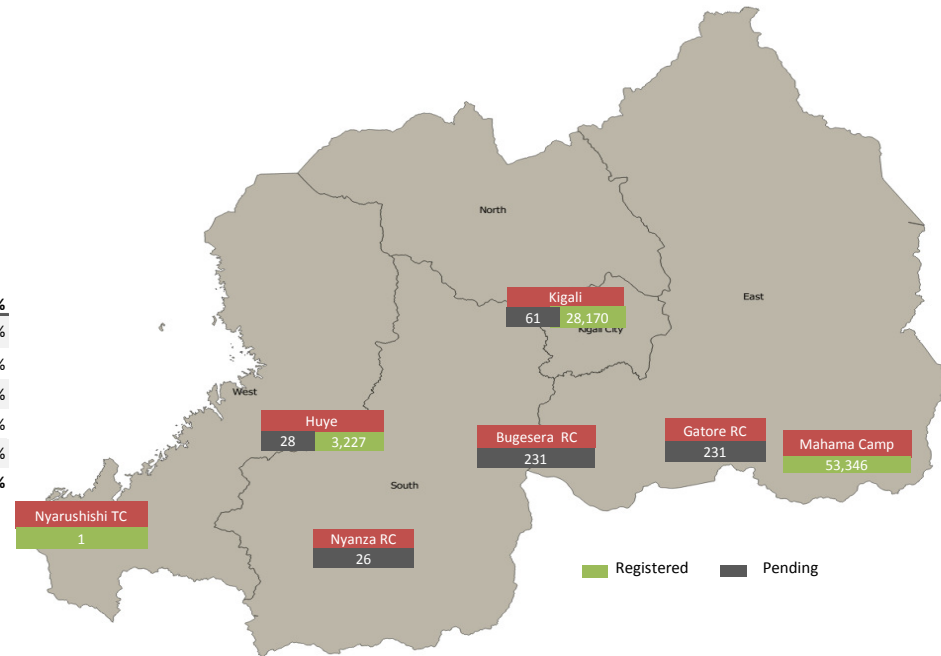 North
%
%
%
%
%
%
%
East
Kigali
61 28,170
Kigali City
West
Huye
28 3,227
Bugesera RC
231
Gatore RC
231
Mahama Camp
53,346
South
Nyarushishi TC
1
Nyanza RC
26
Registered Pending